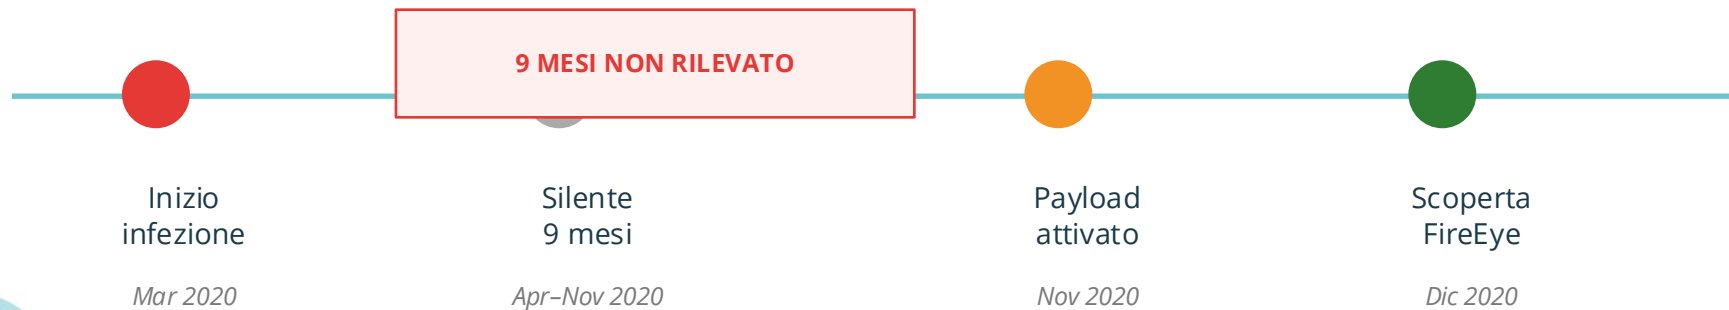 9 MESI NON RILEVATO
Inizio
infezione
Mar 2020
Silente
9 mesi
Apr–Nov 2020
Payload
attivato
Nov 2020
Scoperta
FireEye
Dic 2020